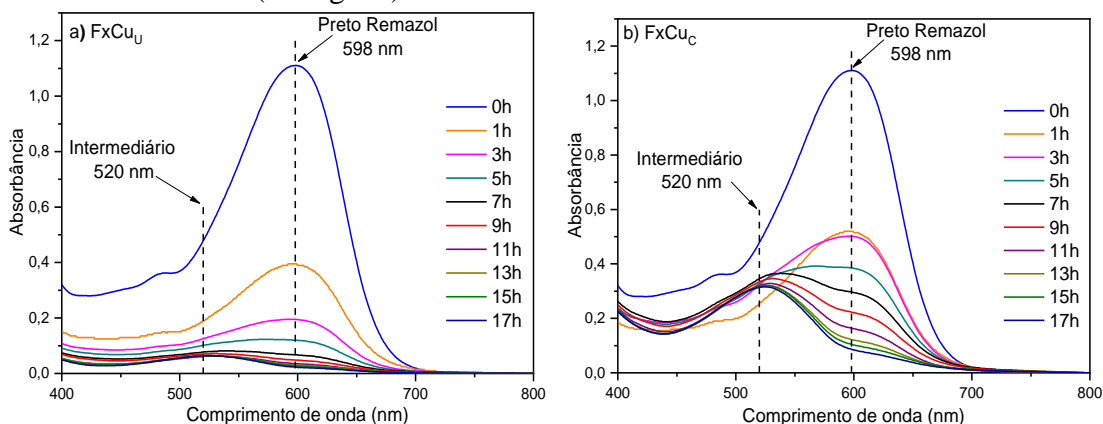 a) FxCu_U
Preto Remazol
598 nm
Intermediário
520 nm
0h
1h
3h
5h
7h
9h
11h
13h
15h
17h
Absorbância
1,2
1,0
0,8
0,6
0,4
0,2
0,0
400
500
600
700
800
Comprimento de onda (nm)
b) FxCu_C
Preto Remazol
598 nm
Intermediário
520 nm
0h
1h
3h
5h
7h
9h
11h
13h
15h
17h
Absorbância
1,2
1,0
0,8
0,6
0,4
0,2
0,0
400
500
600
700
800
Comprimento de onda (nm)